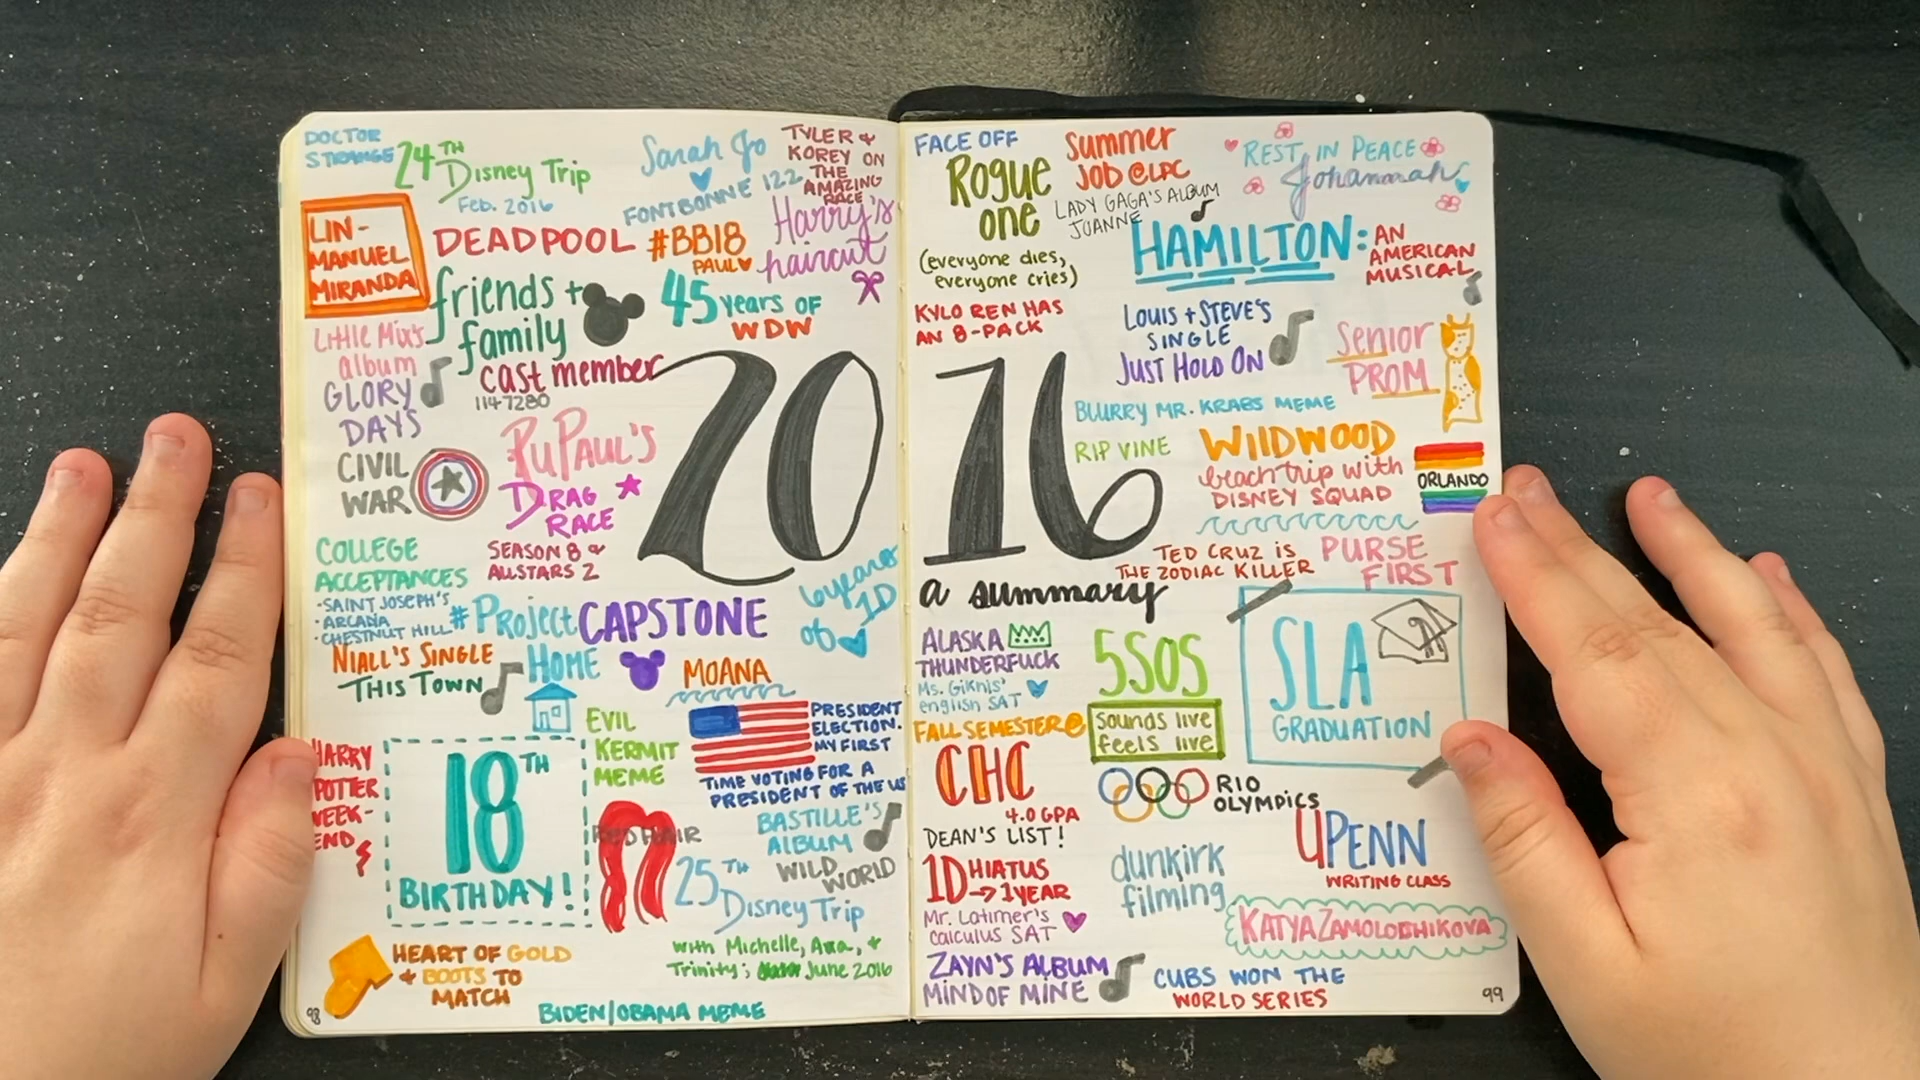 DOCTOR
STRANGE
24TH
Disney Trip
Feb. 2016
Sarah Jo
FONTBONNE 122
TYLER &
KOREY ON
THE
AMAZING
RACE
LIN-
MANUEL
MIRANDA
DEADPOOL
#BB18
PAUL
Harry's
haircut
friends +
family
45 years of
WDW
Little Mix's
album
GLORY
DAYS
cast member
1147280
CIVIL
WAR
RuPaul's
DRAG
RACE
SEASON 8 &
ALLSTARS 2
20
COLLEGE
ACCEPTANCES
·SAINT JOSEPH'S
·ARCADIA
·CHESTNUT HILL
#Project
HOME
CAPSTONE
6 years
of 1D
NIALL'S SINGLE
THIS TOWN
MOANA
EVIL
KERMIT
MEME
PRESIDENT
ELECTION.
MY FIRST
TIME VOTING FOR A
PRESIDENT OF THE US
HARRY
POTTER
WEEK-
END
18TH
BIRTHDAY!
RED HAIR
BASTILLE'S
ALBUM
WILD
WORLD
25TH
Disney Trip
with Michelle, Ava, +
Trinity; June 2016
HEART OF GOLD
& BOOTS TO
MATCH
BIDEN/OBAMA MEME
98
FACE OFF
Rogue
one
(everyone dies,
everyone cries)
Summer
JOB @LPC
LADY GAGA'S ALBUM
JOANNE
REST IN PEACE
Johannah
HAMILTON: AN
AMERICAN
MUSICAL
KYLO REN HAS
AN 8-PACK
LOUIS + STEVE'S
SINGLE
JUST HOLD ON
Senior
PROM
16
BLURRY MR. KRABS MEME
RIP VINE
WILDWOOD
beach trip with
DISNEY SQUAD
ORLANDO
TED CRUZ is
THE ZODIAC KILLER
PURSE
FIRST
a summary
ALASKA
THUNDERFUCK
Ms. Giknis'
english SAT
5SOS
sounds live
feels live
SLA
GRADUATION
FALL SEMESTER @
CHC
4.0 GPA
DEAN'S LIST!
RIO
OLYMPICS
1D HIATUS
→1 YEAR
dunkirk
filming
UPENN
WRITING CLASS
Mr. Latimer's
calculus SAT
KATYA ZAMOLODCHIKOVA
ZAYN'S ALBUM
MIND OF MINE
CUBS WON THE
WORLD SERIES
99